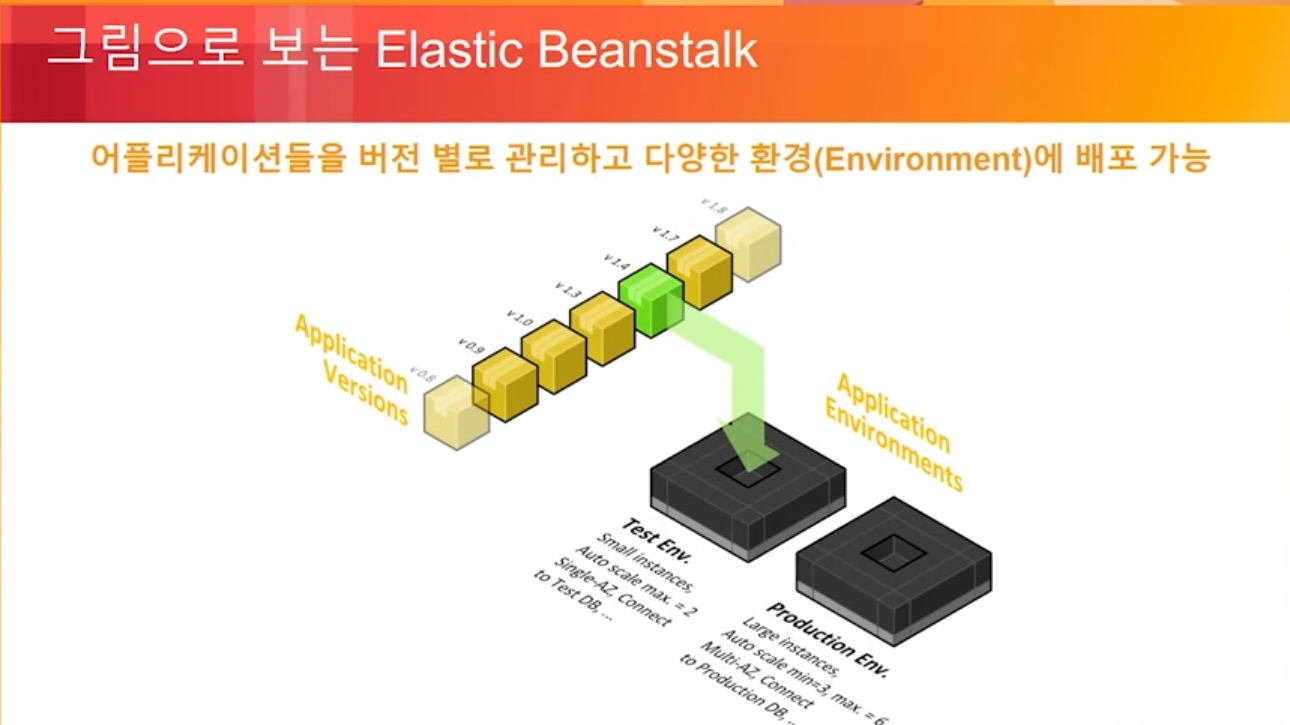 그림으로 보는 Elastic Beanstalk
어플리케이션들을 버전 별로 관리하고 다양한 환경(Environment)에 배포 가능
v 1.8
v 1.7
v 1.4
v 1.3
v 1.0
v 0.9
v 0.8
Application
Versions
Application
Environments
Test Env.
Small instances,
Auto scale max. = 2
Single-AZ, Connect
to Test DB, ...
Production Env.
Large instances,
Auto scale min=3, max. = 6
Multi-AZ, Connect
to Production DB, ...